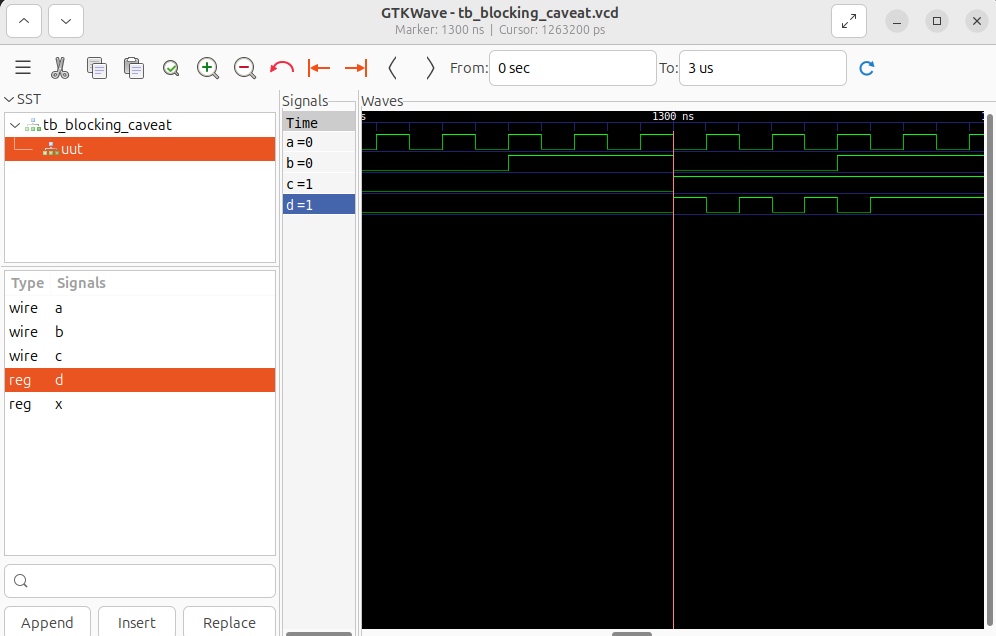 GTKWave - tb_blocking_caveat.vcd
Marker: 1300 ns | Cursor: 1263200 ps
From: 0 sec To: 3 us
SST
tb_blocking_caveat
uut
Type Signals
wire a
wire b
wire c
reg d
reg x
Append Insert Replace
Signals
Time
a=0
b=0
c=1
d=1
Waves
s 1300 ns